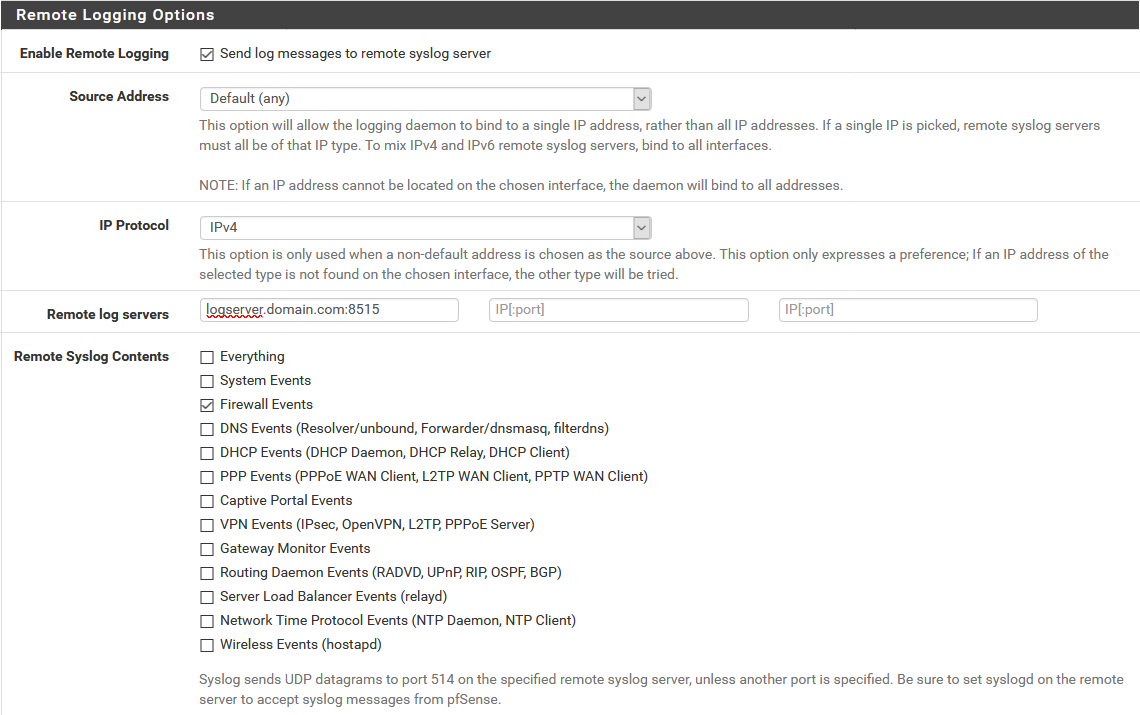 Remote Logging Options
Enable Remote Logging Send log messages to remote syslog server
Source Address Default (any)
This option will allow the logging daemon to bind to a single IP address, rather than all IP addresses. If a single IP is picked, remote syslog servers
must all be of that IP type. To mix IPv4 and IPv6 remote syslog servers, bind to all interfaces.
NOTE: If an IP address cannot be located on the chosen interface, the daemon will bind to all addresses.
IP Protocol IPv4
This option is only used when a non-default address is chosen as the source above. This option only expresses a preference; If an IP address of the
selected type is not found on the chosen interface, the other type will be tried.
Remote log servers logserver.domain.com:8515 IP[:port] IP[:port]
Remote Syslog Contents Everything
System Events
Firewall Events
DNS Events (Resolver/unbound, Forwarder/dnsmasq, filterdns)
DHCP Events (DHCP Daemon, DHCP Relay, DHCP Client)
PPP Events (PPPoE WAN Client, L2TP WAN Client, PPTP WAN Client)
Captive Portal Events
VPN Events (IPsec, OpenVPN, L2TP, PPPoE Server)
Gateway Monitor Events
Routing Daemon Events (RADVD, UPnP, RIP, OSPF, BGP)
Server Load Balancer Events (relayd)
Network Time Protocol Events (NTP Daemon, NTP Client)
Wireless Events (hostapd)
Syslog sends UDP datagrams to port 514 on the specified remote syslog server, unless another port is specified. Be sure to set syslogd on the remote
server to accept syslog messages from pfSense.